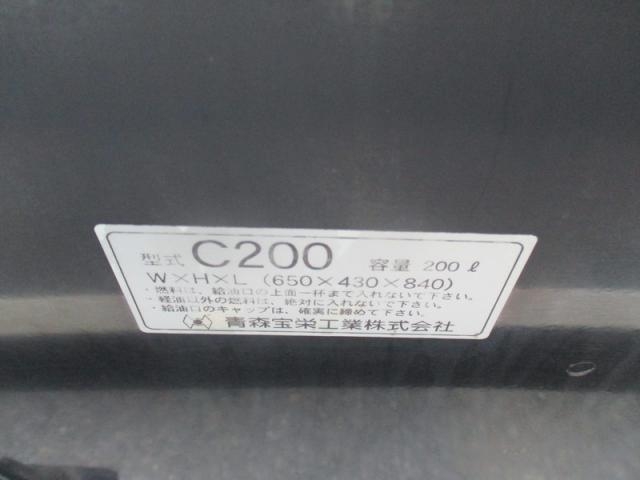 型式 C200 容量 200ℓ
W×H×L (650×430×840)
・燃料は、給油口の上面一杯まで入れないで下さい。
・経油以外の燃料は、絶対に入れないで下さい。
・給油口のキャップは、確実に締めて下さい。
青森宝栄工業株式会社